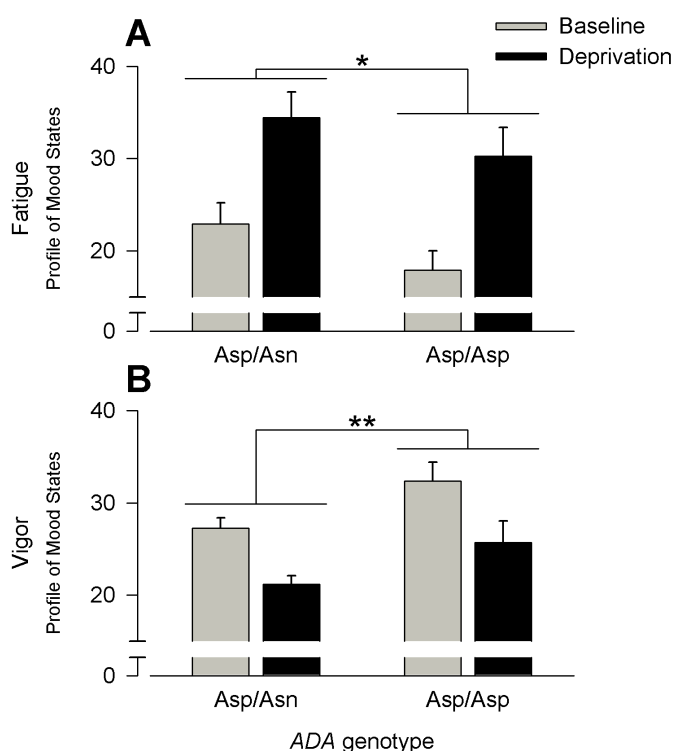 A
Baseline
Deprivation
*
40
30
20
0
Fatigue
Profile of Mood States
Asp/Asn
Asp/Asp
B
**
40
30
20
0
Vigor
Profile of Mood States
Asp/Asn
Asp/Asp
ADA genotype